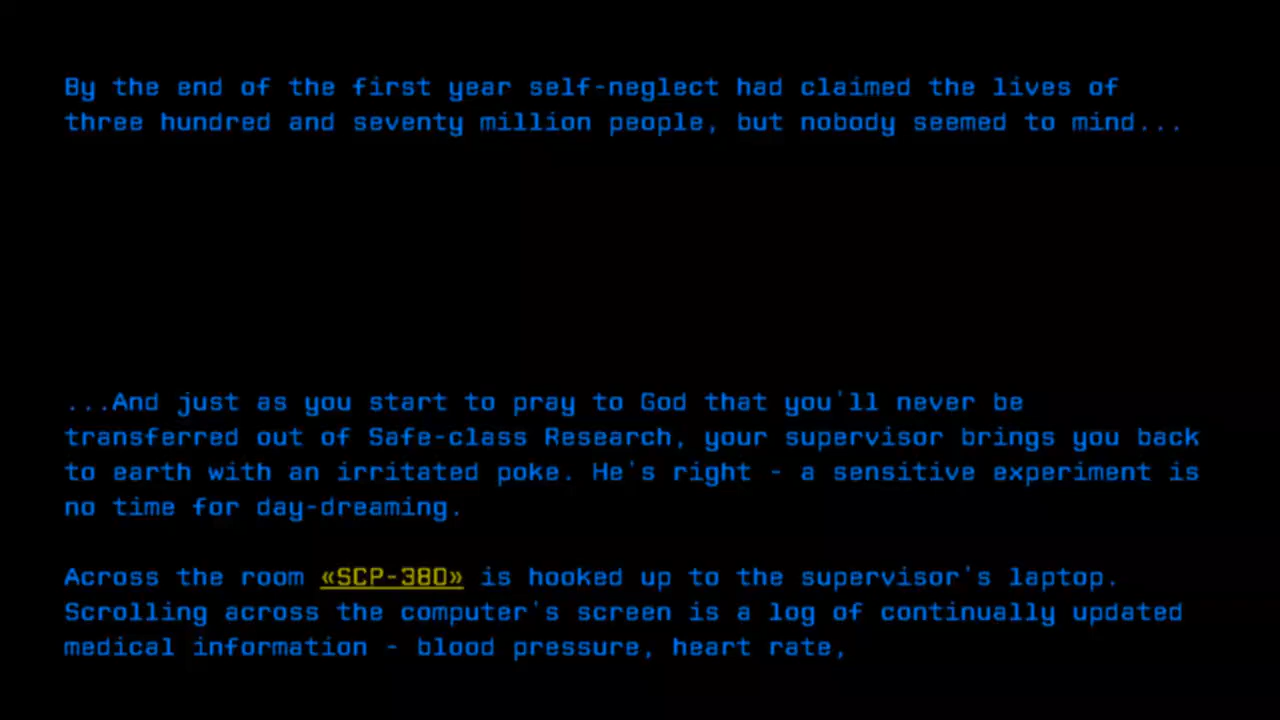 By the end of the first year self-neglect had claimed the lives of
three hundred and seventy million people, but nobody seemed to mind...
...And just as you start to pray to God that you'll never be
transferred out of Safe-class Research, your supervisor brings you back
to earth with an irritated poke. He's right - a sensitive experiment is
no time for day-dreaming.
Across the room «SCP-380» is hooked up to the supervisor's laptop.
Scrolling across the computer's screen is a log of continually updated
medical information - blood pressure, heart rate,